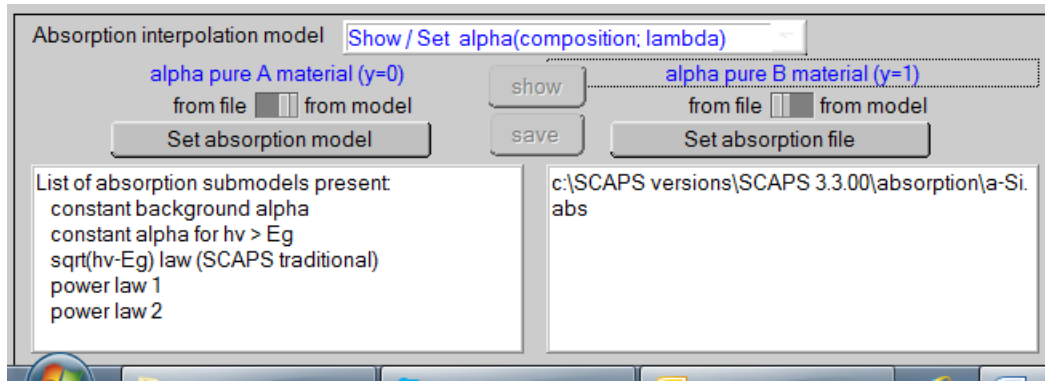 Absorption interpolation model Show / Set alpha(composition; lambda)
alpha pure A material (y=0) show alpha pure B material (y=1)
from file from model from file from model
Set absorption model save Set absorption file
List of absorption submodels present:
constant background alpha
constant alpha for hv > Eg
sqrt(hv-Eg) law (SCAPS traditional)
power law 1
power law 2
c:\SCAPS versions\SCAPS 3.3.00\absorption\a-Si.
abs